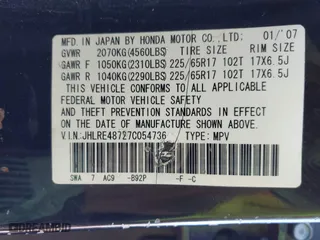 MFD. IN JAPAN BY HONDA MOTOR CO., LTD: 01/'07
GVWR 2070KG(4560LBS) TIRE SIZE RIM SIZE
GAWR F 1050KG(2310LBS) 225/65R17 102T 17X6.5J
GAWR R 1040KG(2290LBS) 225/65R17 102T 17X6.5J
THIS VEHICLE CONFORMS TO ALL APPLICABLE
FEDERAL MOTOR VEHICLE SAFETY AND
THEFT PREVENTION STANDARDS IN EFFECT ON
THE DATE OF MANUFACTURE SHOWN ABOVE.
V.I.N.:JHLRE48727C054736 TYPE:MPV
SWA 7 AC9 -B92P -F -C